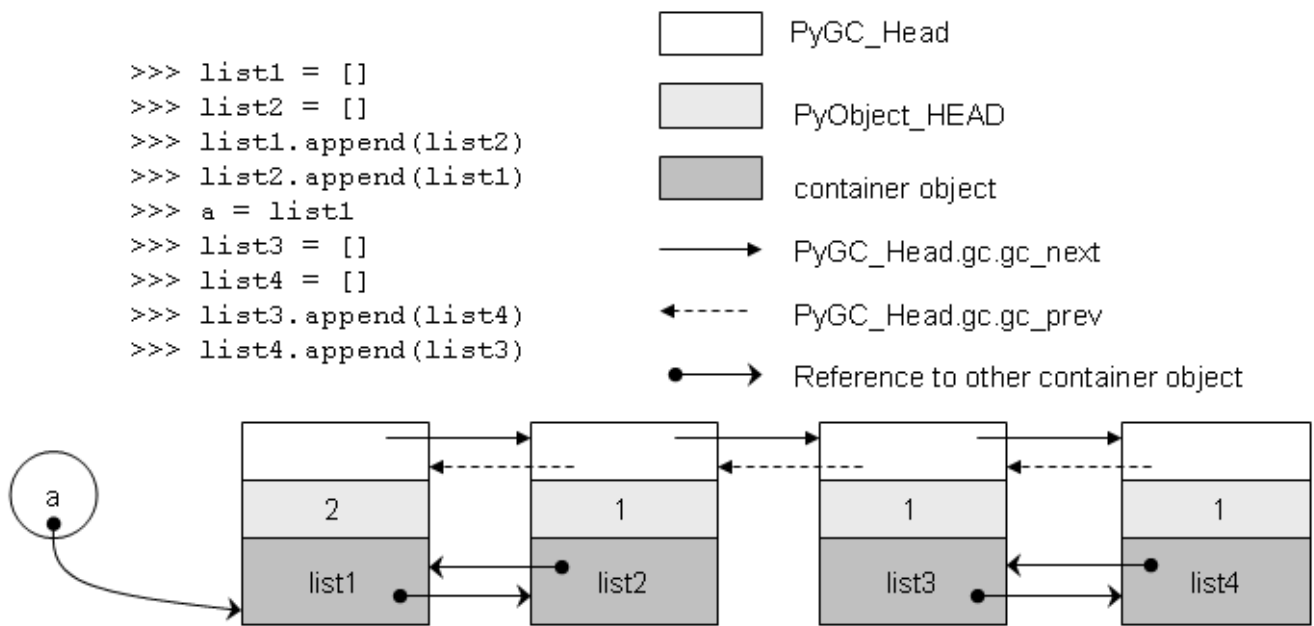 >>> list1 = []
>>> list2 = []
>>> list1.append(list2)
>>> list2.append(list1)
>>> a = list1
>>> list3 = []
>>> list4 = []
>>> list3.append(list4)
>>> list4.append(list3)
PyGC_Head
PyObject_HEAD
container object
PyGC_Head.gc.gc_next
PyGC_Head.gc.gc_prev
Reference to other container object
a
2
1
1
1
list1
list2
list3
list4